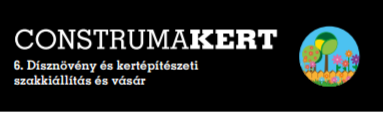 CONSTRUMAKERT
6. Dísznövény és kertépítészeti
szakkiállítás és vásár